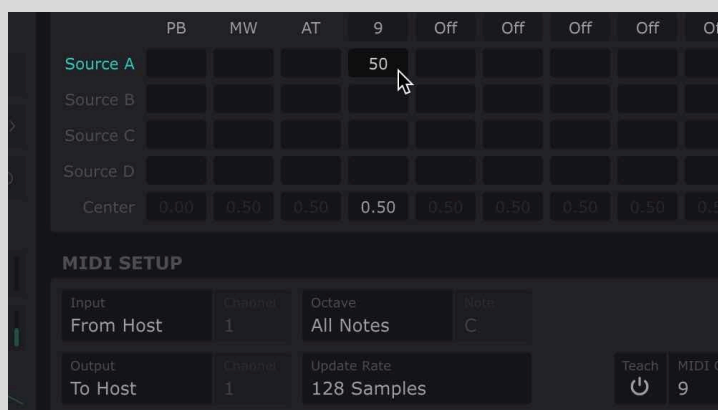 PB MW AT 9 Off Off Off Off
Source A 50
Source B
Source C
Source D
Center 0.00 0.50 0.50 0.50 0.50 0.50 0.50 0.50
MIDI SETUP
Input Channel Octave Note
From Host 1 All Notes C
Output Channel Update Rate Teach MIDI
To Host 1 128 Samples 9